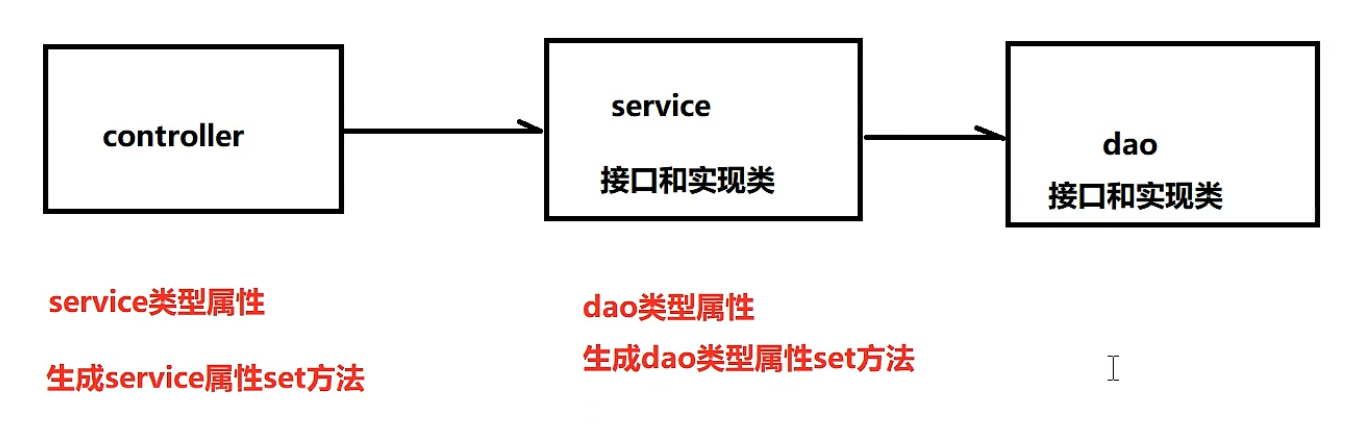 controller
service
接口和实现类
dao
接口和实现类
service类型属性
生成service属性set方法
dao类型属性
生成dao类型属性set方法